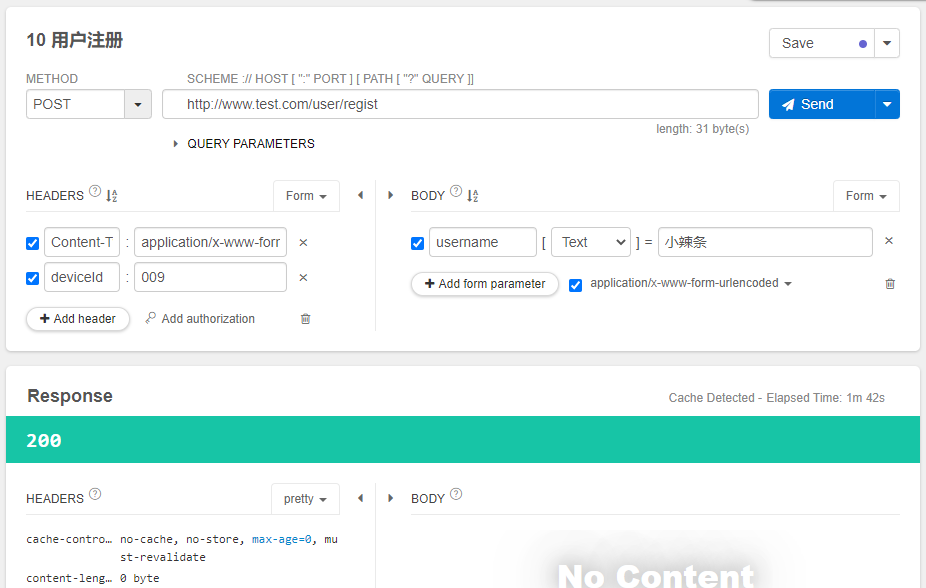 10 用户注册
Save
METHOD
SCHEME :// HOST [ ":" PORT ] [ PATH [ "?" QUERY ]]
POST
http://www.test.com/user/regist
Send
length: 31 byte(s)
QUERY PARAMETERS
HEADERS ? Form
BODY ? Form
Content-T : application/x-www-forr ×
deviceId : 009 ×
+ Add header Add authorization
username [ Text ] = 小辣条 ×
+ Add form parameter application/x-www-form-urlencoded
Response
Cache Detected - Elapsed Time: 1m 42s
200
HEADERS ? pretty
BODY ?
cache-contro… no-cache, no-store, max-age=0, mu
st-revalidate
content-leng… 0 byte
No Content